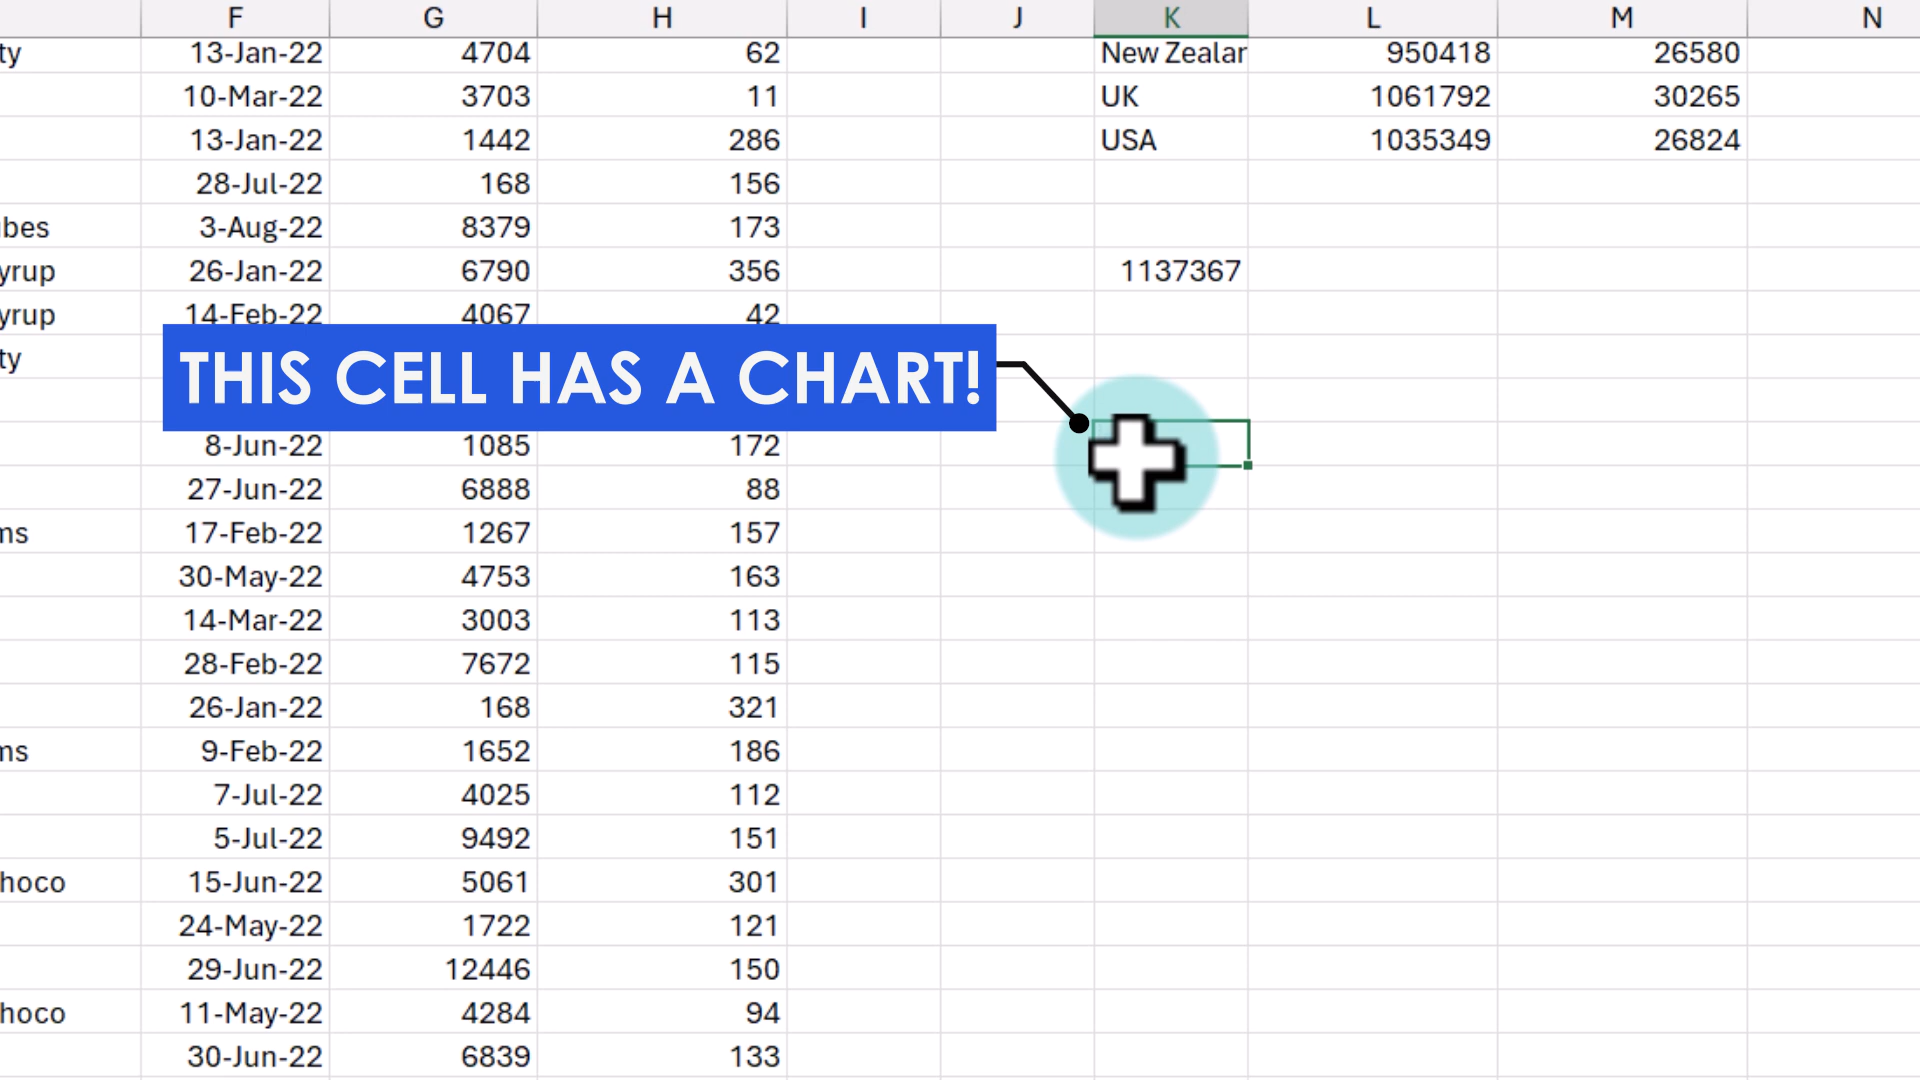 F G H I J K L M N
ty 13-Jan-22 4704 62 New Zealar 950418 26580
10-Mar-22 3703 11 UK 1061792 30265
13-Jan-22 1442 286 USA 1035349 26824
28-Jul-22 168 156
bes 3-Aug-22 8379 173
yrup 26-Jan-22 6790 356 1137367
yrup 14-Feb-22 4067 42
ty
THIS CELL HAS A CHART!
8-Jun-22 1085 172
27-Jun-22 6888 88
ms 17-Feb-22 1267 157
30-May-22 4753 163
14-Mar-22 3003 113
28-Feb-22 7672 115
26-Jan-22 168 321
ms 9-Feb-22 1652 186
7-Jul-22 4025 112
5-Jul-22 9492 151
hoco 15-Jun-22 5061 301
24-May-22 1722 121
29-Jun-22 12446 150
hoco 11-May-22 4284 94
30-Jun-22 6839 133